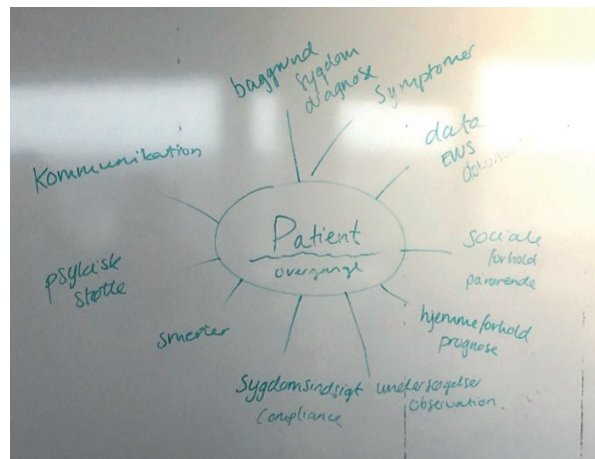 baggrund
sygdom
diagnose
Symptomer
data
EWS
Kommunikation
Patient
overgange
sociale
forhold
pårørende
psykisk
støtte
hjemmeforhold
prognose
smerter
Sygdomsindsigt
Compliance
undersøgelser
observation